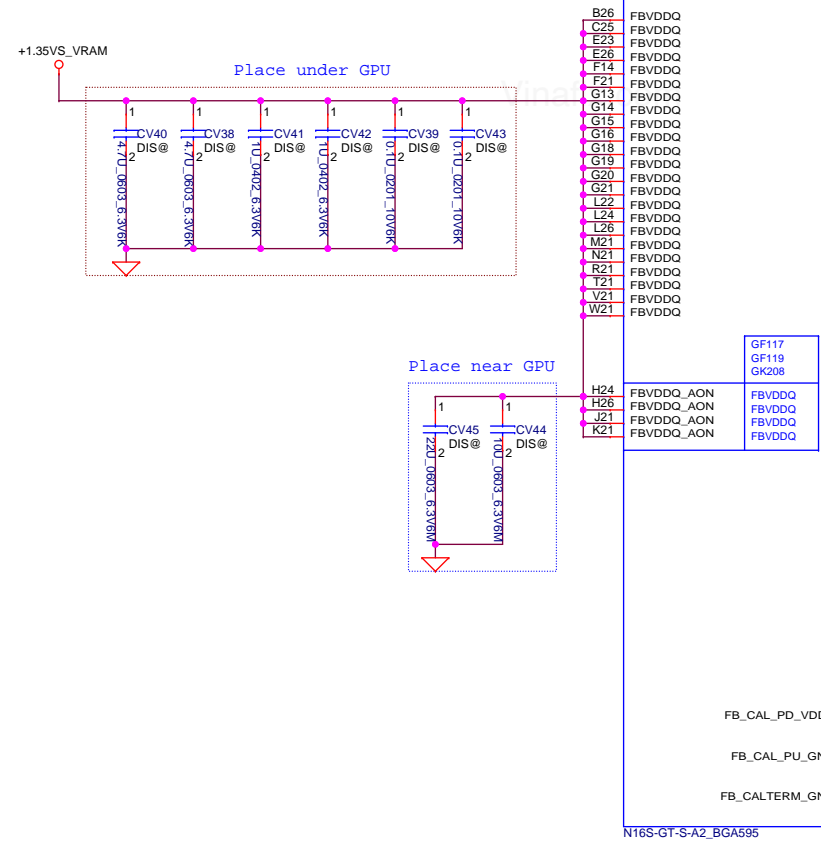 +1.35VS_VRAM
Place under GPU
1 1 1 1 1 1
CV40 CV38 CV41 CV42 CV39 CV43
DIS@ DIS@ DIS@ DIS@ DIS@ DIS@
2 2 2 2 2 2
4.7U_0603_6.3V6K
4.7U_0603_6.3V6K
1U_0402_6.3V6K
1U_0402_6.3V6K
0.1U_0201_10V6K
0.1U_0201_10V6K
B26 FBVDDQ
C25 FBVDDQ
E23 FBVDDQ
E26 FBVDDQ
F14 FBVDDQ
F21 FBVDDQ
G13 FBVDDQ
G14 FBVDDQ
G15 FBVDDQ
G16 FBVDDQ
G18 FBVDDQ
G19 FBVDDQ
G20 FBVDDQ
G21 FBVDDQ
L22 FBVDDQ
L24 FBVDDQ
L26 FBVDDQ
M21 FBVDDQ
N21 FBVDDQ
R21 FBVDDQ
T21 FBVDDQ
V21 FBVDDQ
W21 FBVDDQ
GF117
GF119
GK208
Place near GPU
1 1
CV45 CV44
DIS@ DIS@
2 2
22U_0603_6.3V6M
10U_0603_6.3V6M
H24 FBVDDQ_AON FBVDDQ
H26 FBVDDQ_AON FBVDDQ
J21 FBVDDQ_AON FBVDDQ
K21 FBVDDQ_AON FBVDDQ
FB_CAL_PD_VDD
FB_CAL_PU_GN
FB_CALTERM_GN
N16S-GT-S-A2_BGA595